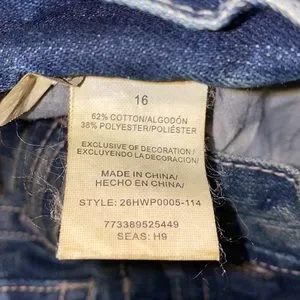 16
62% COTTON/ALGODÓN
38% POLYESTER/POLIÉSTER
EXCLUSIVE OF DECORATION/
EXCLUYENDO LA DECORACION/
MADE IN CHINA/
HECHO EN CHINA/
STYLE: 26HWP0005-114
773389525449
SEAS: H9